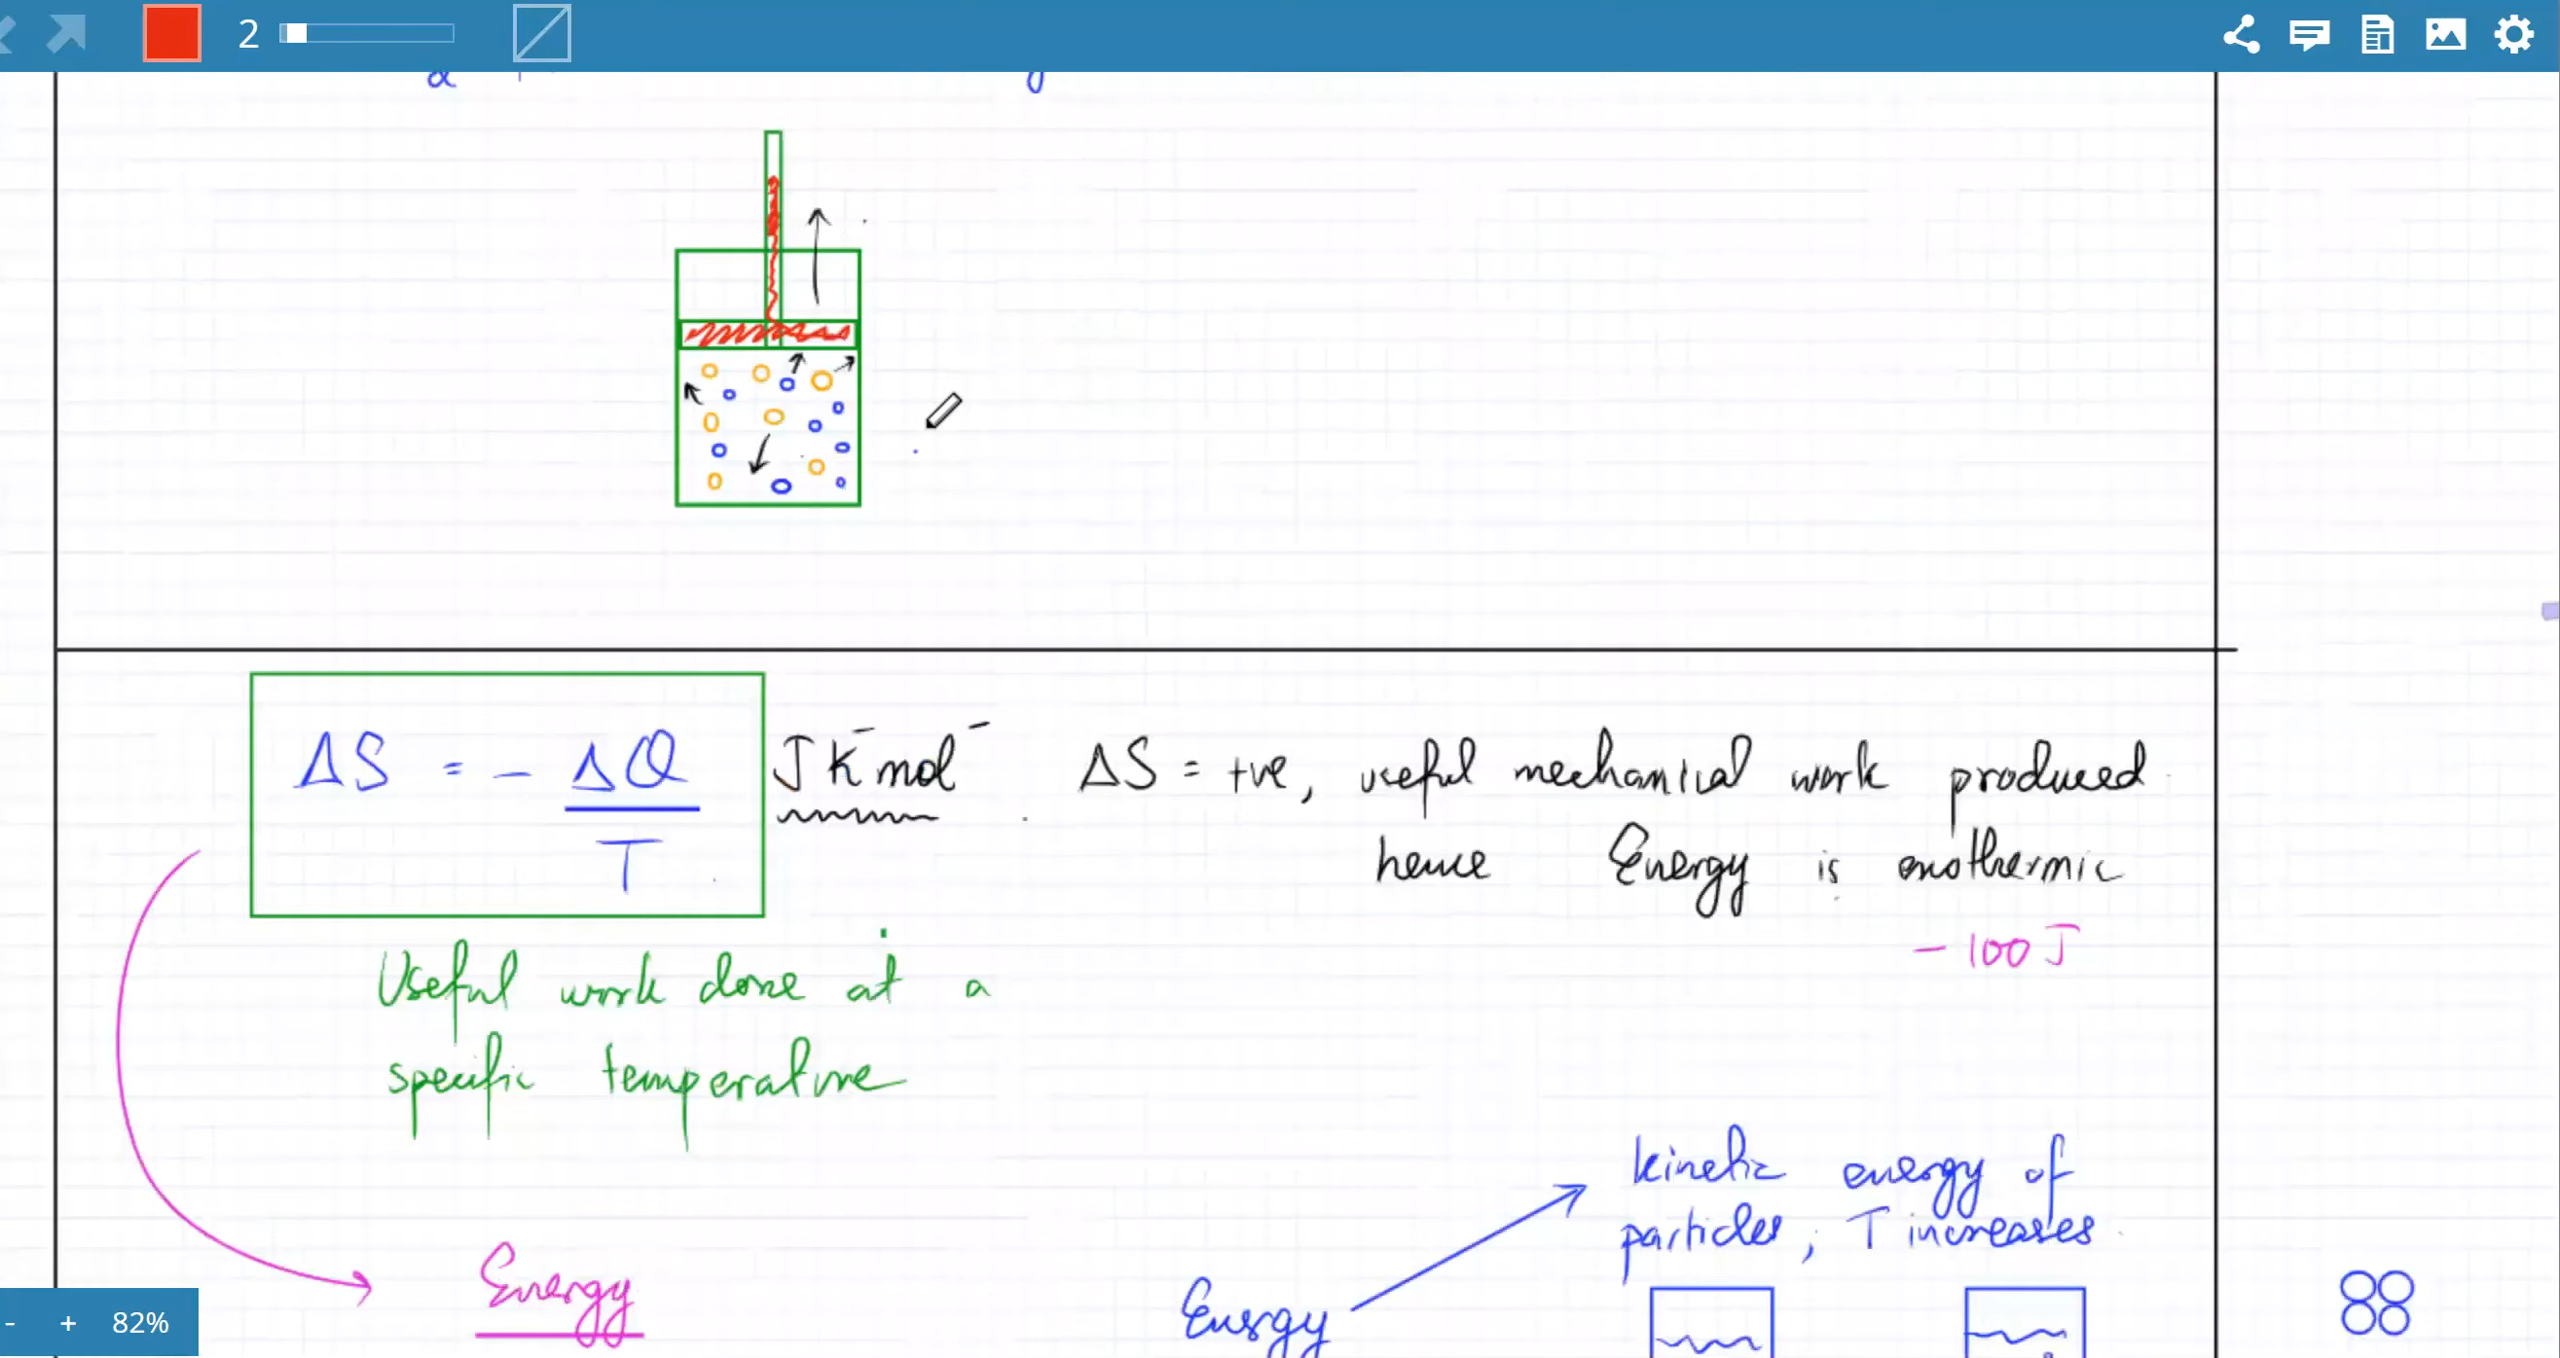 2
ΔS = - ΔQ / T J K⁻ mol⁻ ΔS = +ve, useful mechanical work produced
hence Energy is exothermic
- 100 J
Useful work done at a
specific temperature
kinetic energy of
particles, T increases
Energy
Energy
- + 82%